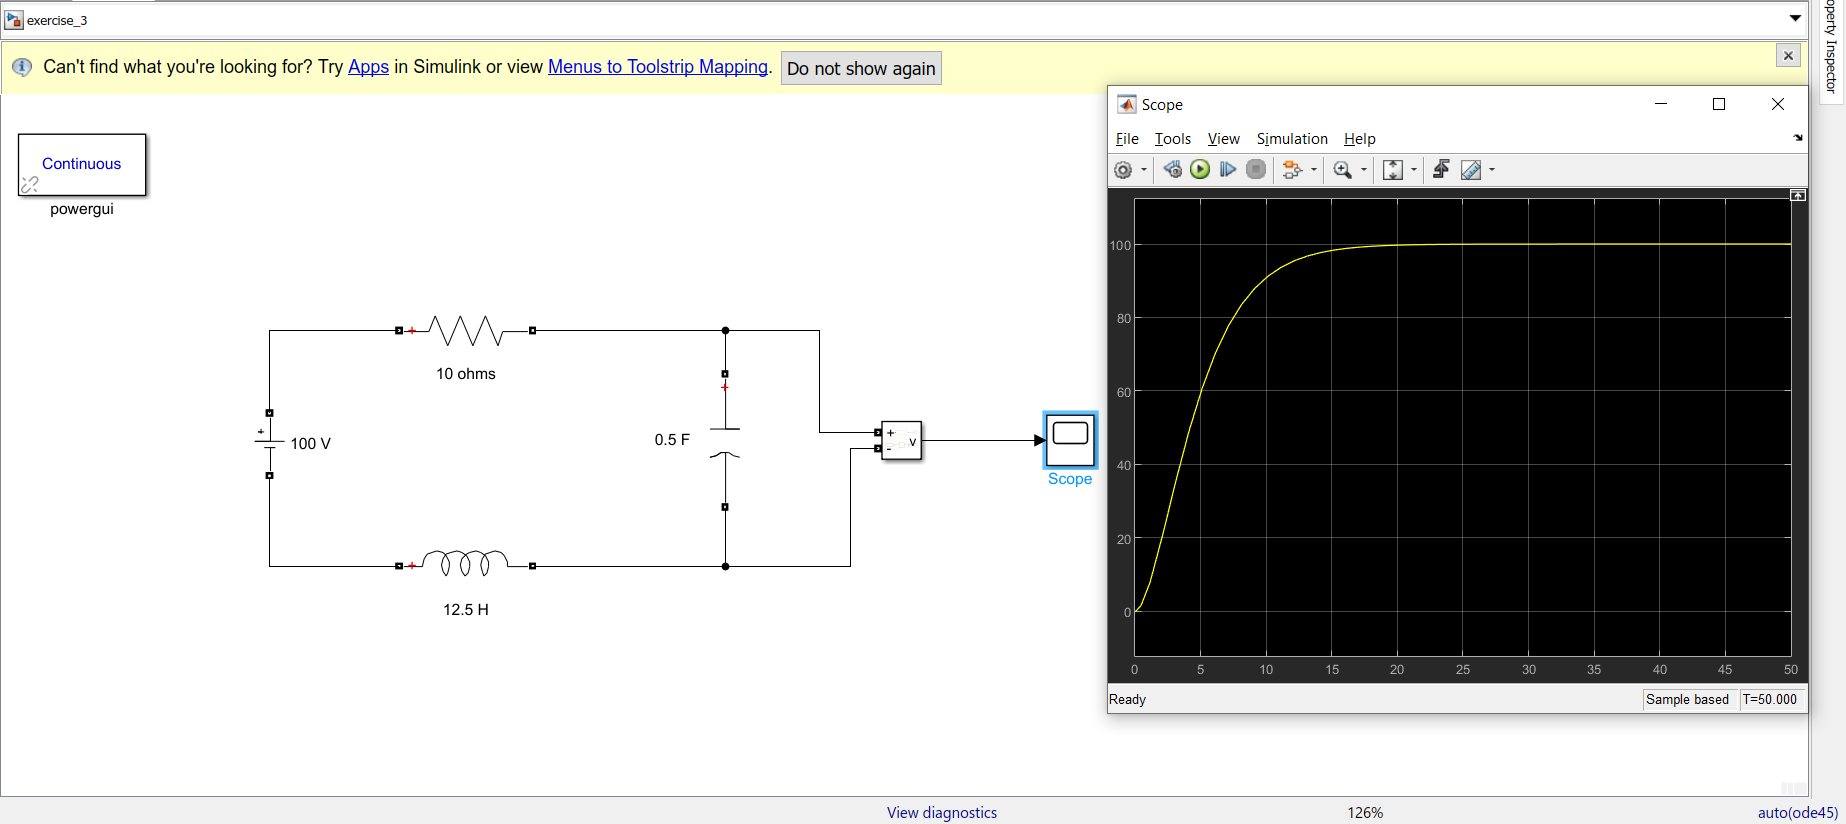 exercise_3
Can't find what you're looking for? Try Apps in Simulink or view Menus to Toolstrip Mapping. Do not show again
Property Inspector
Continuous
powergui
10 ohms
+
100 V
+
0.5 F
+
+
-
v
Scope
+
12.5 H
Scope
File Tools View Simulation Help
100
80
60
40
20
0
0 5 10 15 20 25 30 35 40 45 50
Ready Sample based T=50.000
View diagnostics 126% auto(ode45)